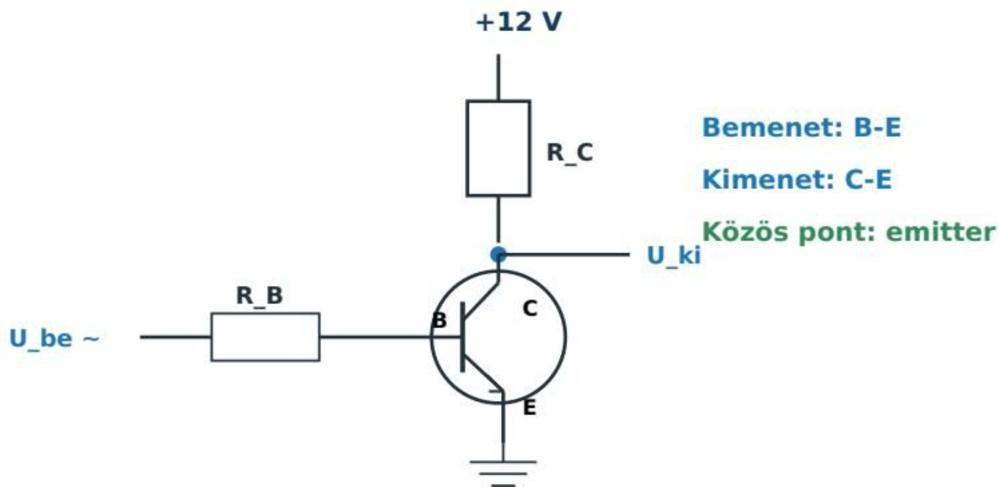 +12 V
Bemenet: B-E
R_C
Kimenet: C-E
Közös pont: emitter
U_ki
R_B
C
B
U_be ~
E